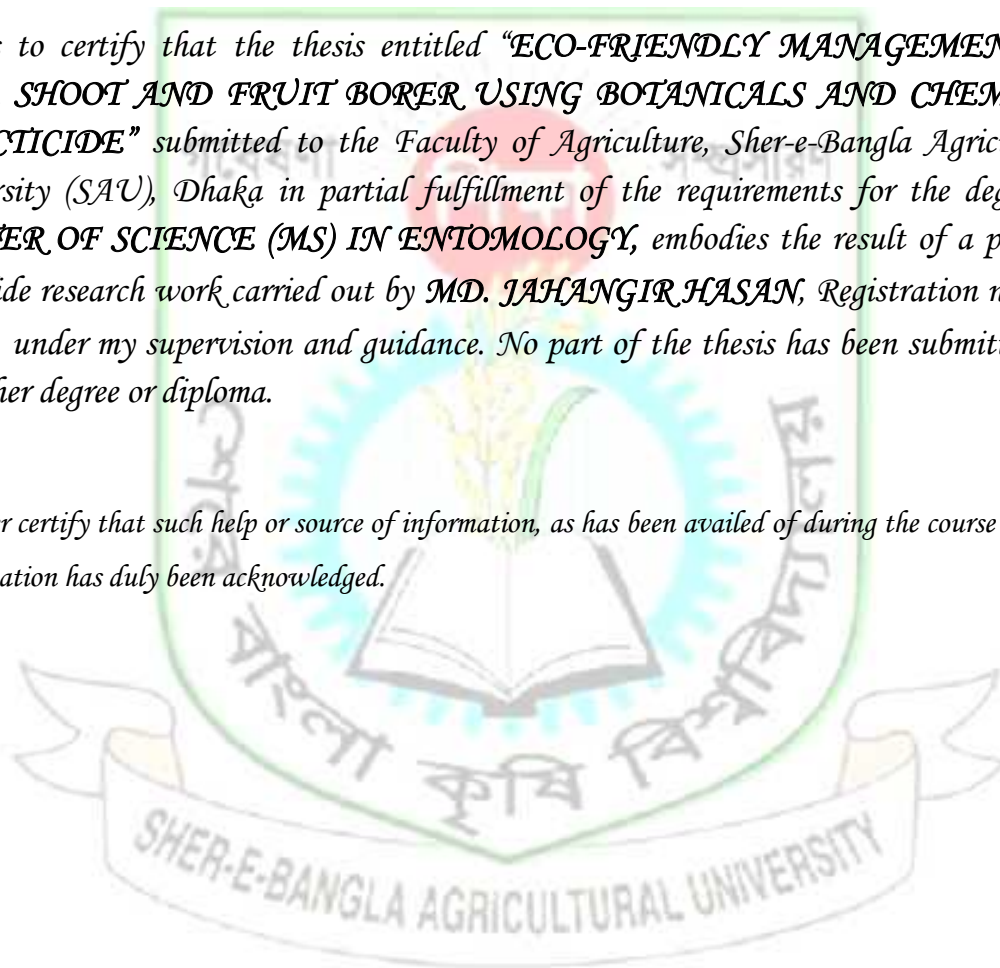 s to certify that the thesis entitled “ECO-FRIENDLY MANAGEMEN
SHOOT AND FRUIT BORER USING BOTANICALS AND CHEM
CTICIDE” submitted to the Faculty of Agriculture, Sher-e-Bangla Agric
rsity (SAU), Dhaka in partial fulfillment of the requirements for the deg
ER OF SCIENCE (MS) IN ENTOMOLOGY, embodies the result of a p
ide research work carried out by MD. JAHANGIR HASAN, Registration n
under my supervision and guidance. No part of the thesis has been submit
her degree or diploma.
r certify that such help or source of information, as has been availed of during the course
ation has duly been acknowledged.
শেরে বাংলা কৃষি বিশ্ববিদ্যালয়
SHER-E-BANGLA AGRICULTURAL UNIVERSITY